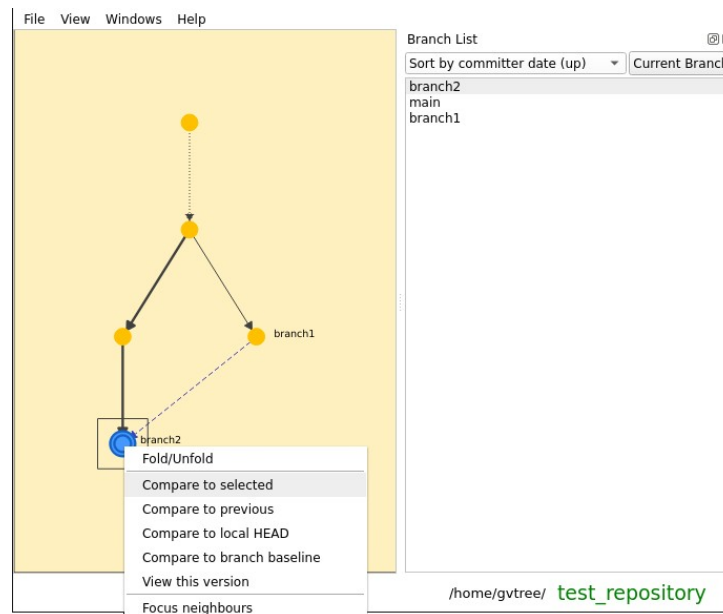 File View Windows Help
Branch List
Sort by committer date (up) Current Branch
branch2
main
branch1
branch1
branch2
Fold/Unfold
Compare to selected
Compare to previous
Compare to local HEAD
Compare to branch baseline
View this version
Focus neighbours
/home/gvtree/ test_repository